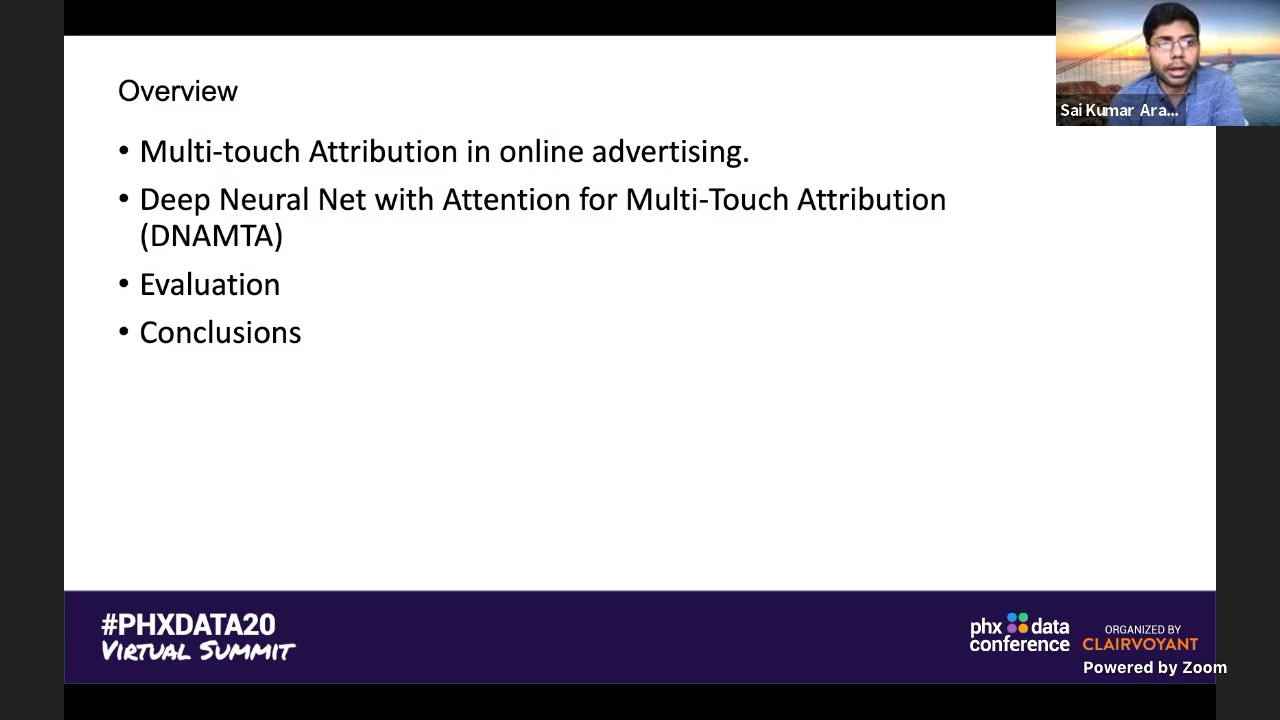 Overview
• Multi-touch Attribution in online advertising.
• Deep Neural Net with Attention for Multi-Touch Attribution
(DNAMTA)
• Evaluation
• Conclusions
Sai Kumar Ara...
#PHXDATA20
VIRTUAL SUMMIT
phx data
conference
ORGANIZED BY
CLAIRVOYANT
Powered by Zoom